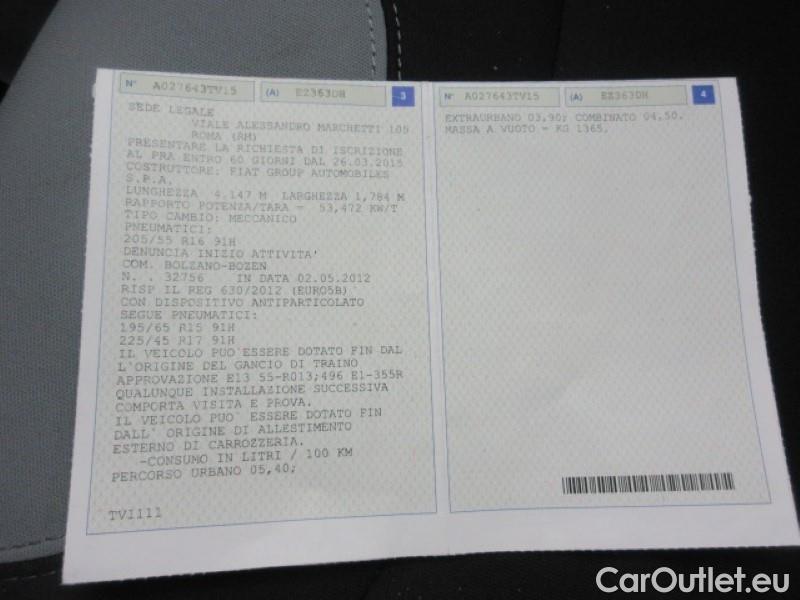 N° A027643TV15 (A) EZ363DH 3
SEDE LEGALE
VIALE ALESSANDRO MARCHETTI 105
ROMA (RM)
PRESENTARE LA RICHIESTA DI ISCRIZIONE
AL PRA ENTRO 60 GIORNI DAL 26.03.2015
COSTRUTTORE: FIAT GROUP AUTOMOBILES
S.P.A.
LUNGHEZZA 4.147 M LARGHEZZA 1,784 M
RAPPORTO POTENZA/TARA = 53,472 KW/T
TIPO CAMBIO: MECCANICO
PNEUMATICI:
205/55 R16 91H
DENUNCIA INIZIO ATTIVITA'
COM. BOLZANO-BOZEN
N. . 32756 IN DATA 02.05.2012
RISP IL REG 630/2012 (EURO5B)
CON DISPOSITIVO ANTIPARTICOLATO
SEGUE PNEUMATICI:
195/65 R15 91H
225/45 R17 91H
IL VEICOLO PUO'ESSERE DOTATO FIN DAL
L'ORIGINE DEL GANCIO DI TRAINO
APPROVAZIONE E13 55-R013;496 E1-355R
QUALUNQUE INSTALLAZIONE SUCCESSIVA
COMPORTA VISITA E PROVA.
IL VEICOLO PUO' ESSERE DOTATO FIN
DALL' ORIGINE DI ALLESTIMENTO
ESTERNO DI CARROZZERIA.
-CONSUMO IN LITRI / 100 KM
PERCORSO URBANO 05,40;
TV1111
N° A027643TV15 (A) EZ363DH 4
EXTRAURBANO 03,90; COMBINATO 04,50.
MASSA A VUOTO - KG 1365.
CarOutlet.eu